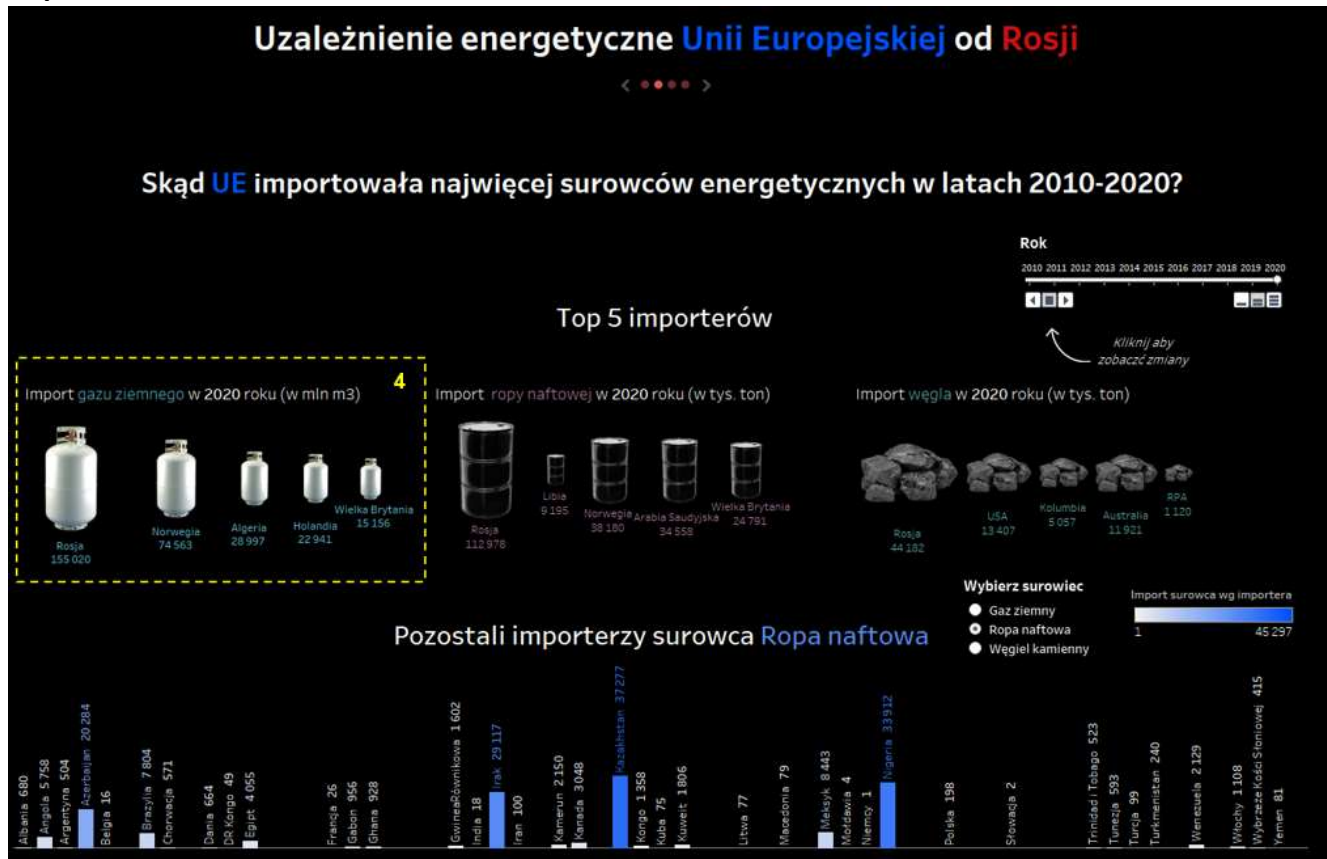 Uzależnienie energetyczne Unii Europejskiej od Rosji
Skąd UE importowała najwięcej surowców energetycznych w latach 2010-2020?
Rok
2010 2011 2012 2013 2014 2015 2016 2017 2018 2019 2020
Top 5 importerów
Kliknij aby
zobaczć zmiany
4
Import gazu ziemnego w 2020 roku (w mln m3)
Rosja
155 020
Norwegia
74 563
Algeria
28 997
Holandia
22 941
Wielka Brytania
15 156
Import ropy naftowej w 2020 roku (w tys. ton)
Rosja
112 978
Libia
9 195
Norwegia
38 180
Arabia Saudyjska
34 558
Wielka Brytania
24 791
Import węgla w 2020 roku (w tys. ton)
Rosja
44 182
USA
13 407
Kolumbia
5 057
Australia
11 921
RPA
1 120
Wybierz surowiec
Gaz ziemny
Ropa naftowa
Węgiel kamienny
Import surowca wg importera
1 45 297
Pozostali importerzy surowca Ropa naftowa
Albania 680
Angola 5 758
Argentyna 504
Azerbaijan 20 284
Belgia 16
Brazylia 7 804
Chorwacja 571
Dania 664
DR Kongo 49
Egipt 4 055
Francja 26
Gabon 956
Ghana 928
GwineaRównikowa 1 602
India 18
Irak 29 117
Iran 100
Kamerun 2 150
Kanada 3 048
Kazakhstan 37 277
Kongo 1 358
Kuba 75
Kuweit 1 806
Litwa 77
Macedonia 79
Meksyk 8 443
Mołdawia 4
Niemcy 1
Nigeria 33 912
Polska 198
Słowacja 2
Trinidad i Tobago 523
Tunezja 593
Turcja 99
Turkmenistan 240
Wenezuela 2 129
Włochy 1 108
Wybrzeże Kości Słoniowej 415
Yemen 81